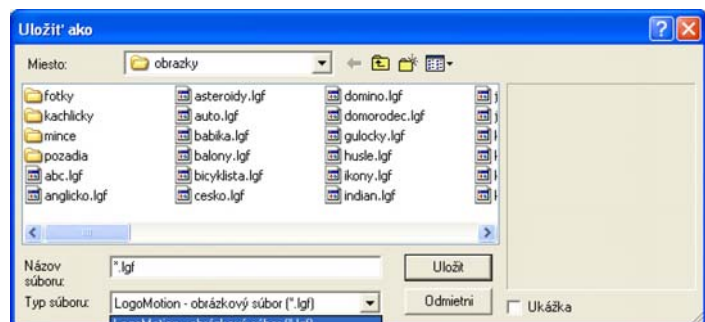 Uložiť ako
Miesto: obrazky
fotky asteroidy.lgf domino.lgf
kachlicky auto.lgf domorodec.lgf
mince babika.lgf gulocky.lgf
pozadia balony.lgf husle.lgf
abc.lgf bicyklista.lgf ikony.lgf
anglicko.lgf cesko.lgf indian.lgf
Názov súboru: *.lgf Uložit
Typ súboru: LogoMotion - obrázkový súbor (*.lgf) Odmietni Ukážka